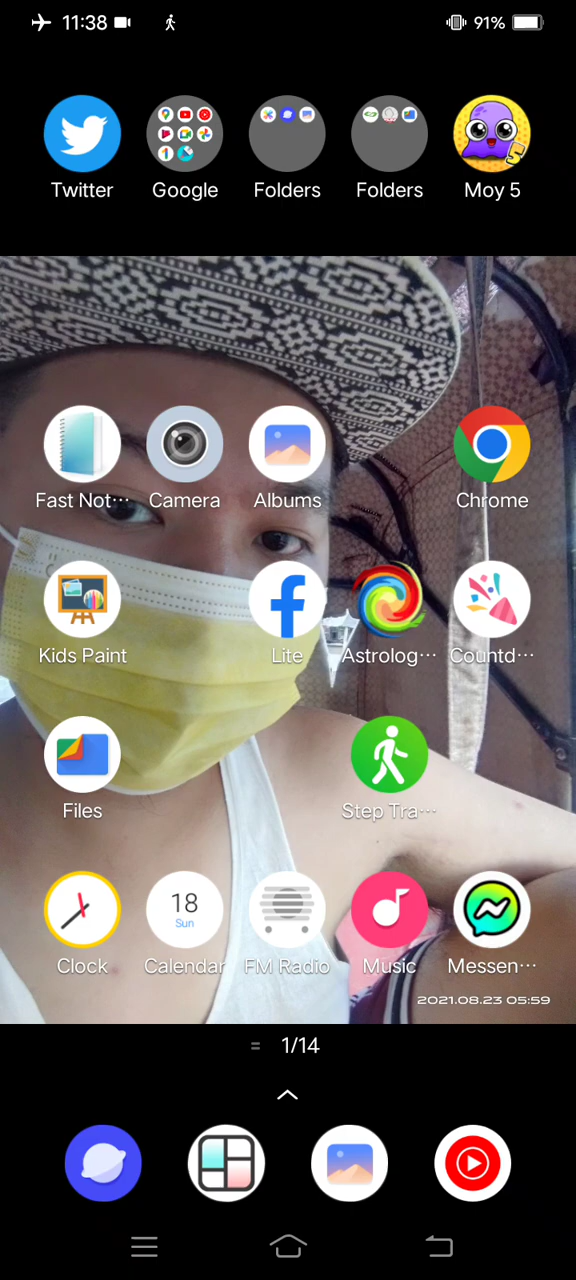 11:38
91%
Twitter
Google
Folders
Folders
Moy 5
5
Fast Not···
Camera
Albums
Chrome
Kids Paint
Lite
Astrolog···
Countd···
Files
Step Tra···
18
Sun
Clock
Calendar
FM Radio
Music
Messen···
2021.08.23 05:59
1/14